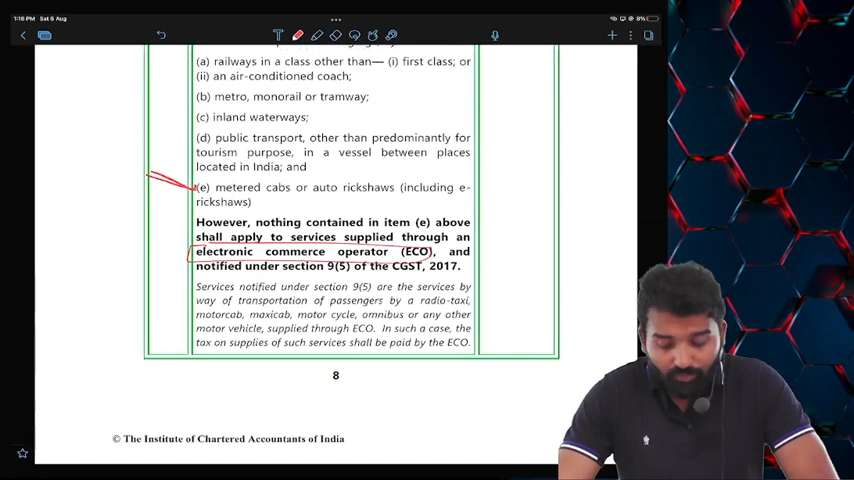 1:16 PM Sat 6 Aug
8%
(a) railways in a class other than— (i) first class; or
(ii) an air-conditioned coach;
(b) metro, monorail or tramway;
(c) inland waterways;
(d) public transport, other than predominantly for
tourism purpose, in a vessel between places
located in India; and
(e) metered cabs or auto rickshaws (including e-
rickshaws)
However, nothing contained in item (e) above
shall apply to services supplied through an
electronic commerce operator (ECO), and
notified under section 9(5) of the CGST, 2017.
Services notified under section 9(5) are the services by
way of transportation of passengers by a radio-taxi,
motorcab, maxicab, motor cycle, omnibus or any other
motor vehicle, supplied through ECO. In such a case, the
tax on supplies of such services shall be paid by the ECO.
8
© The Institute of Chartered Accountants of India